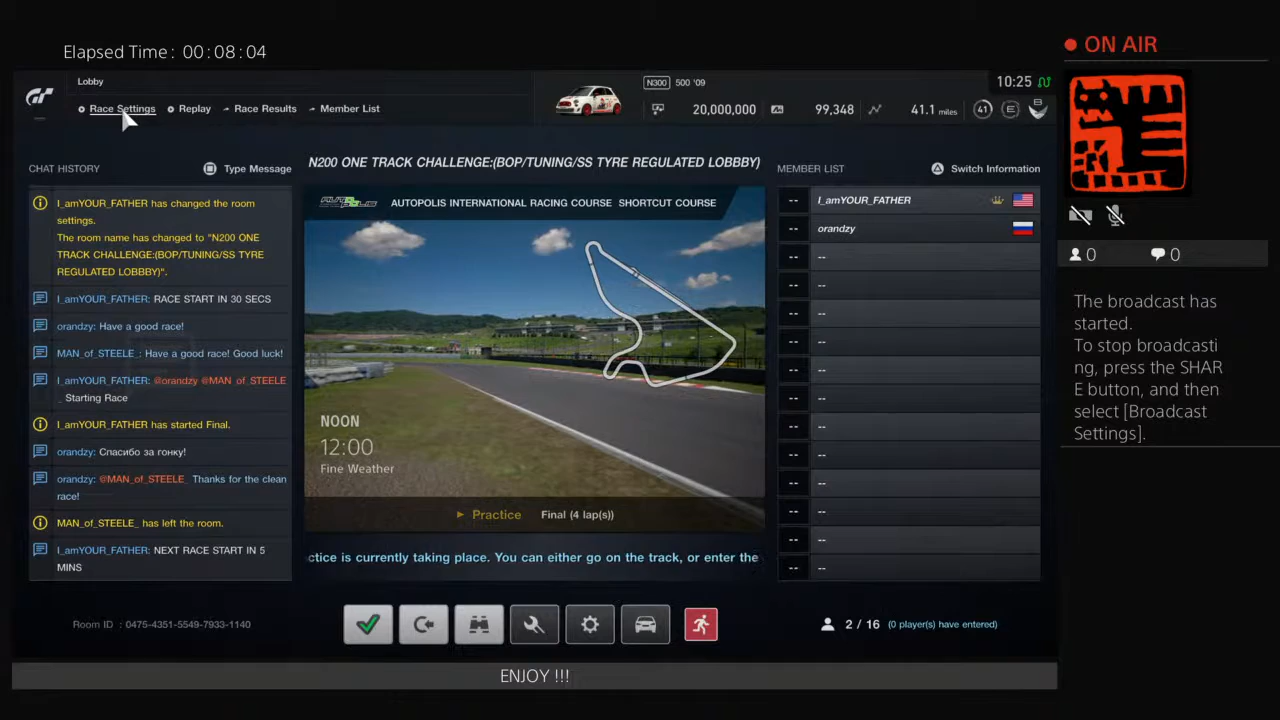 Elapsed Time: 00:08:04
ON AIR
Lobby
N300 500 '09
10:25
Race Settings Replay Race Results Member List
20,000,000 99,348 41.1 miles 41 E B
CHAT HISTORY Type Message
N200 ONE TRACK CHALLENGE:(BOP/TUNING/SS TYRE REGULATED LOBBBY)
MEMBER LIST Switch Information
I_amYOUR_FATHER has changed the room
settings.
The room name has changed to "N200 ONE
TRACK CHALLENGE:(BOP/TUNING/SS TYRE
REGULATED LOBBBY)".
I_amYOUR_FATHER: RACE START IN 30 SECS
orandzy: Have a good race!
MAN_of_STEELE_: Have a good race! Good luck!
I_amYOUR_FATHER: @orandzy @MAN_of_STEELE
_ Starting Race
I_amYOUR_FATHER has started Final.
orandzy: Спасибо за гонку!
orandzy: @MAN_of_STEELE_ Thanks for the clean
race!
MAN_of_STEELE_ has left the room.
I_amYOUR_FATHER: NEXT RACE START IN 5
MINS
AUTOPOLIS INTERNATIONAL RACING COURSE SHORTCUT COURSE
NOON
12:00
Fine Weather
Practice Final (4 lap(s))
ctice is currently taking place. You can either go on the track, or enter the
-- I_amYOUR_FATHER
-- orandzy
-- --
-- --
-- --
-- --
-- --
-- --
-- --
-- --
-- --
-- --
-- --
-- --
0 0
The broadcast has
started.
To stop broadcasti
ng, press the SHAR
E button, and then
select [Broadcast
Settings].
Room ID : 0475-4351-5549-7933-1140
2 / 16 (0 player(s) have entered)
ENJOY !!!